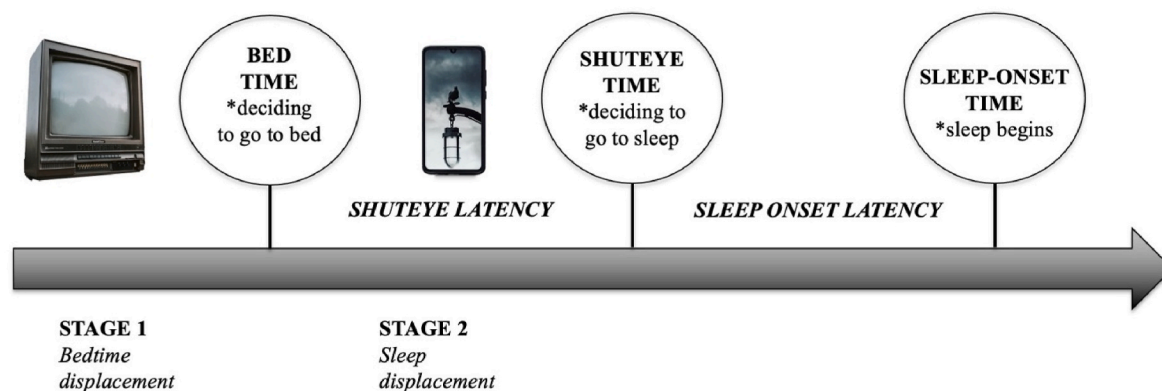 BED
TIME
*deciding
to go to bed
SHUTEYE
TIME
*deciding to
go to sleep
SLEEP-ONSET
TIME
*sleep begins
SHUTEYE LATENCY
SLEEP ONSET LATENCY
STAGE 1
Bedtime
displacement
STAGE 2
Sleep
displacement